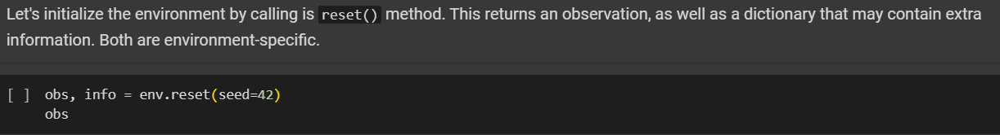 Let's initialize the environment by calling is reset() method. This returns an observation, as well as a dictionary that may contain extra
information. Both are environment-specific.
[ ] obs, info = env.reset(seed=42)
obs